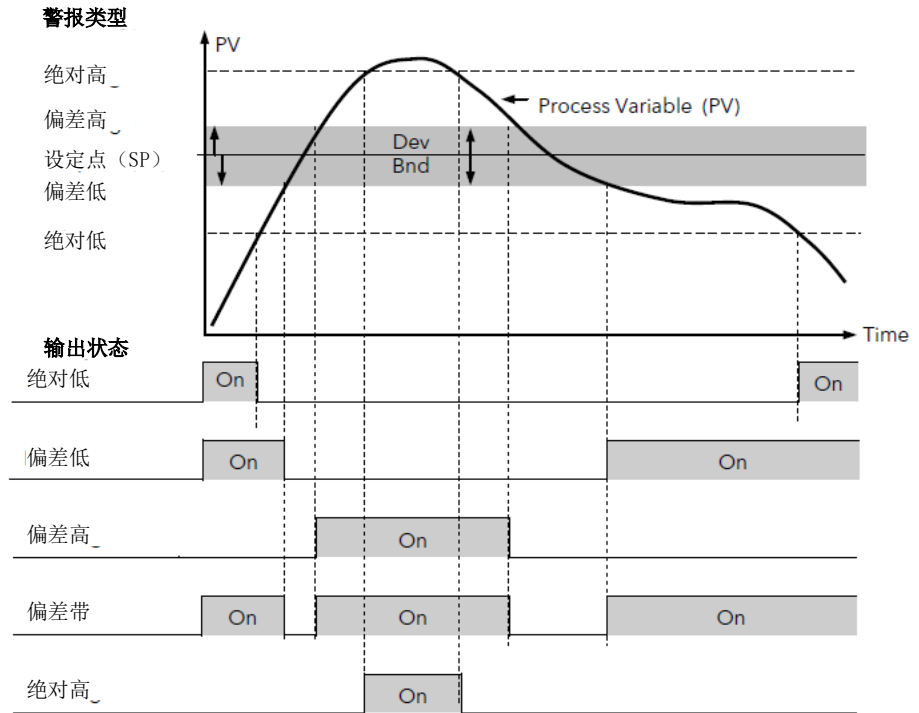 警报类型
PV
绝对高
Process Variable (PV)
偏差高
Dev
设定点（SP）
Bnd
偏差低
绝对低
Time
输出状态
绝对低
On
On
偏差低
On
On
偏差高
On
偏差带
On
On
On
绝对高
On